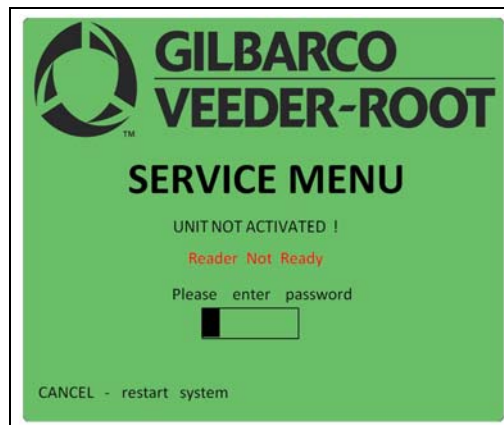 GILBARCO
VEEDER-ROOT
TM
SERVICE MENU
UNIT NOT ACTIVATED !
Reader Not Ready
Please enter password
CANCEL - restart system